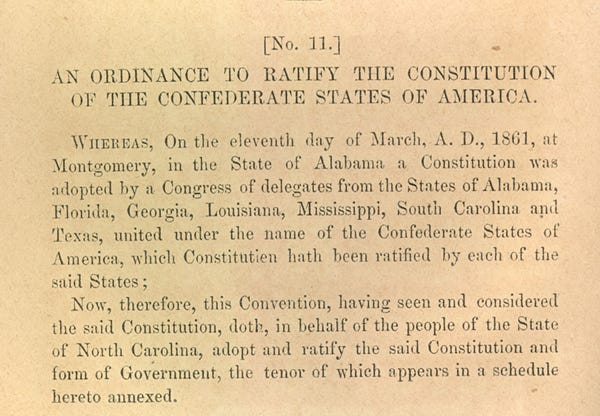 [No. 11.]
AN ORDINANCE TO RATIFY THE CONSTITUTION
OF THE CONFEDERATE STATES OF AMERICA.
WHEREAS, On the eleventh day of March, A. D., 1861, at
Montgomery, in the State of Alabama a Constitution was
adopted by a Congress of delegates from the States of Alabama,
Florida, Georgia, Louisiana, Mississippi, South Carolina and
Texas, united under the name of the Confederate States of
America, which Constitutien hath been ratified by each of the
said States;
Now, therefore, this Convention, having seen and considered
the said Constitution, doth, in behalf of the people of the State
of North Carolina, adopt and ratify the said Constitution and
form of Government, the tenor of which appears in a schedule
hereto annexed.